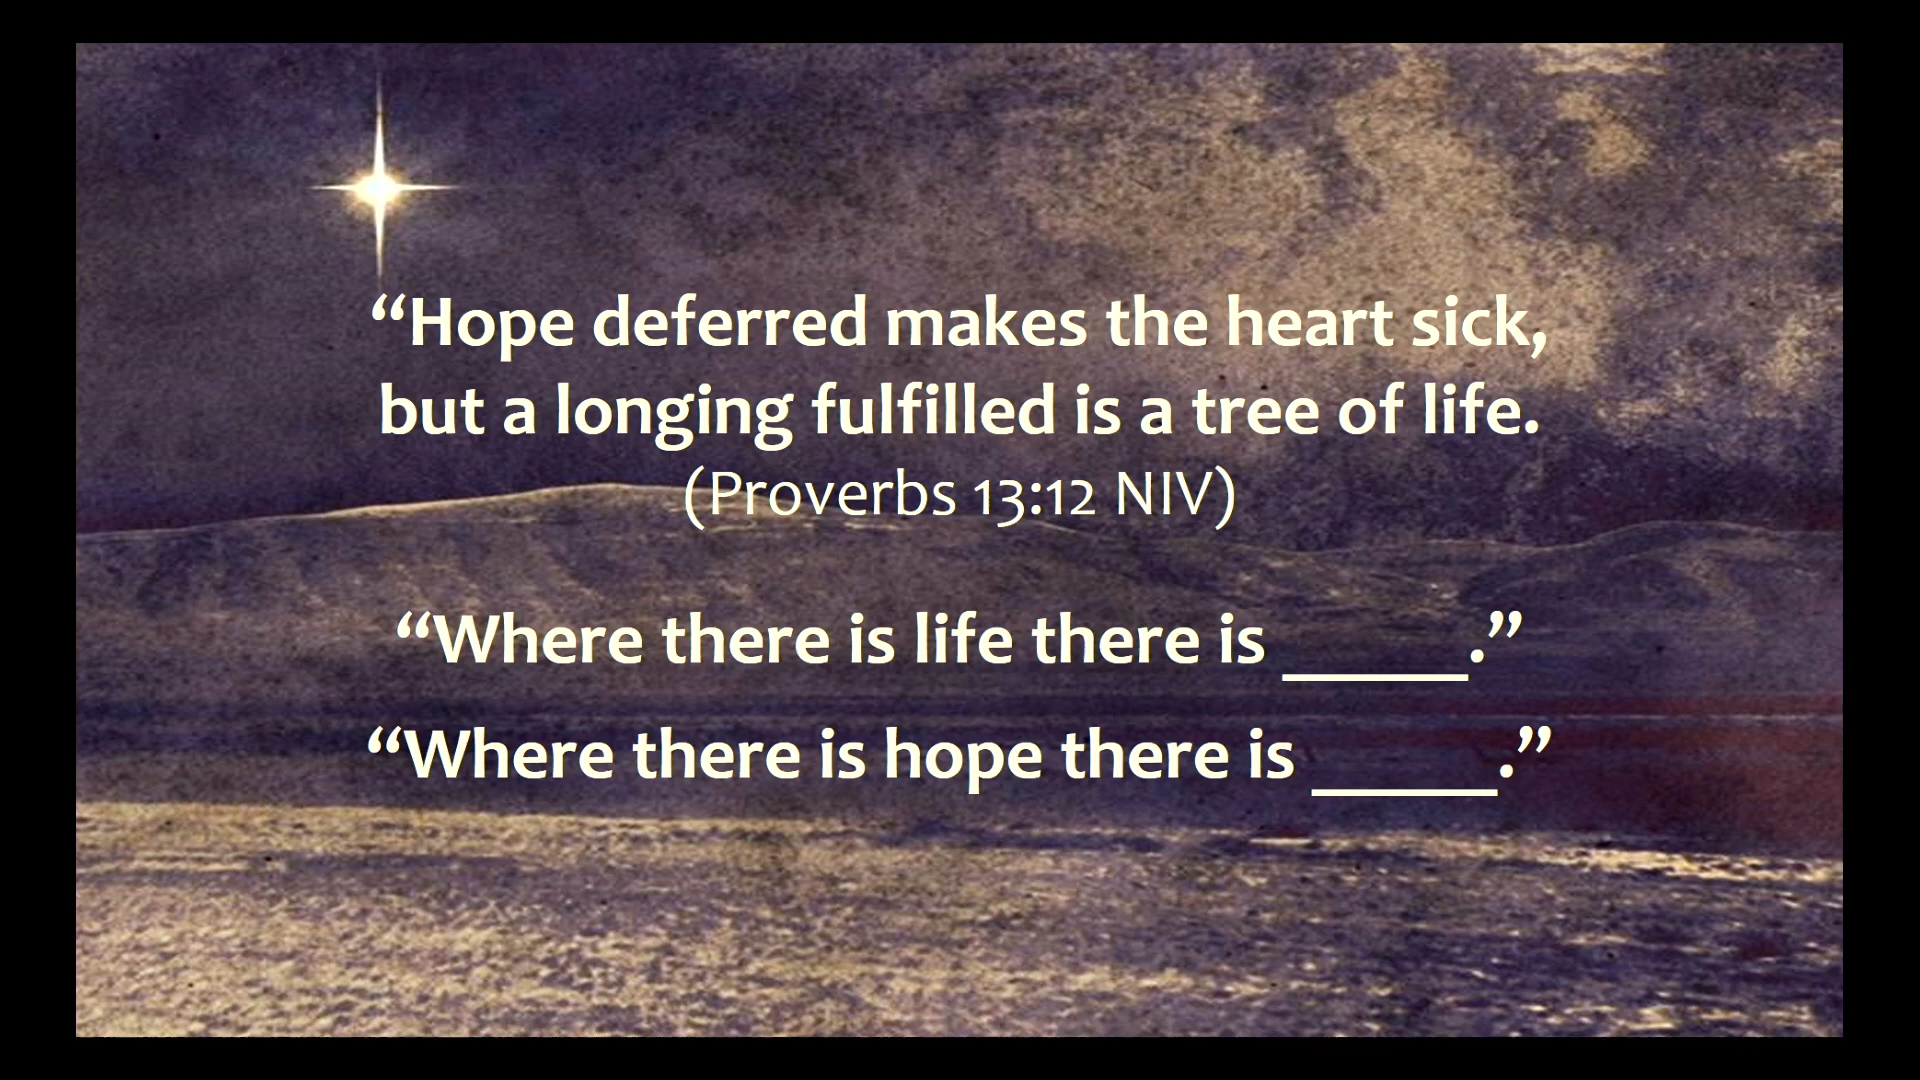 “Hope deferred makes the heart sick,
but a longing fulfilled is a tree of life.
(Proverbs 13:12 NIV)
“Where there is life there is _____.”
“Where there is hope there is _____.”